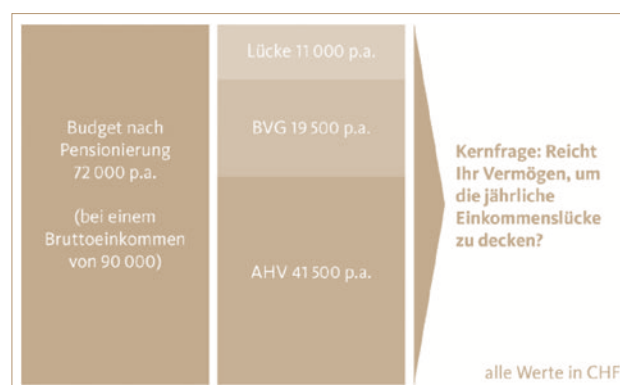 Budget nach
Pensionierung
72 000 p.a.
(bei einem
Bruttoeinkommen
von 90 000)
Lücke 11 000 p.a.
BVG 19 500 p.a.
AHV 41 500 p.a.
Kernfrage: Reicht
Ihr Vermögen, um
die jährliche
Einkommenslücke
zu decken?
alle Werte in CHF